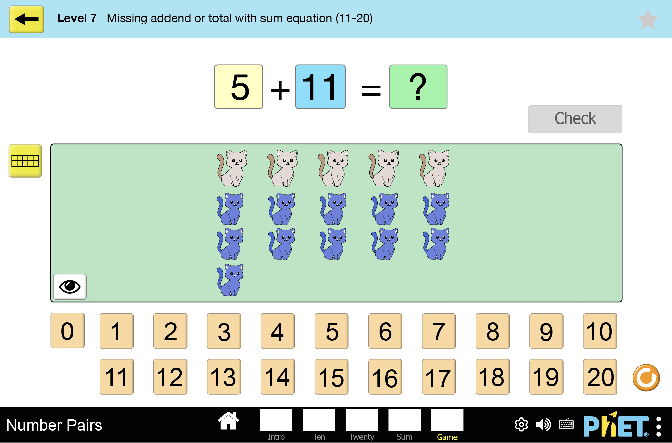 Level 7 Missing addend or total with sum equation (11-20)
5 + 11 = ?
Check
0 1 2 3 4 5 6 7 8 9 10
11 12 13 14 15 16 17 18 19 20
Number Pairs
Intro
Ten
Twenty
Sum
Game
PhET